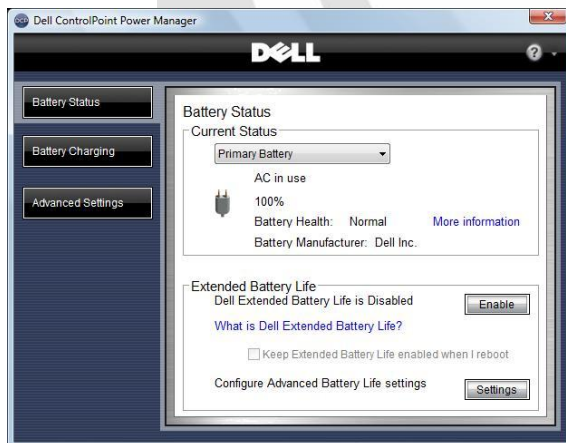 DCP Dell ControlPoint Power Manager
DELL
?
Battery Status
Battery Charging
Advanced Settings
Battery Status
Current Status
Primary Battery
AC in use
100%
Battery Health: Normal More information
Battery Manufacturer: Dell Inc.
Extended Battery Life
Dell Extended Battery Life is Disabled Enable
What is Dell Extended Battery Life?
Keep Extended Battery Life enabled when I reboot
Configure Advanced Battery Life settings Settings